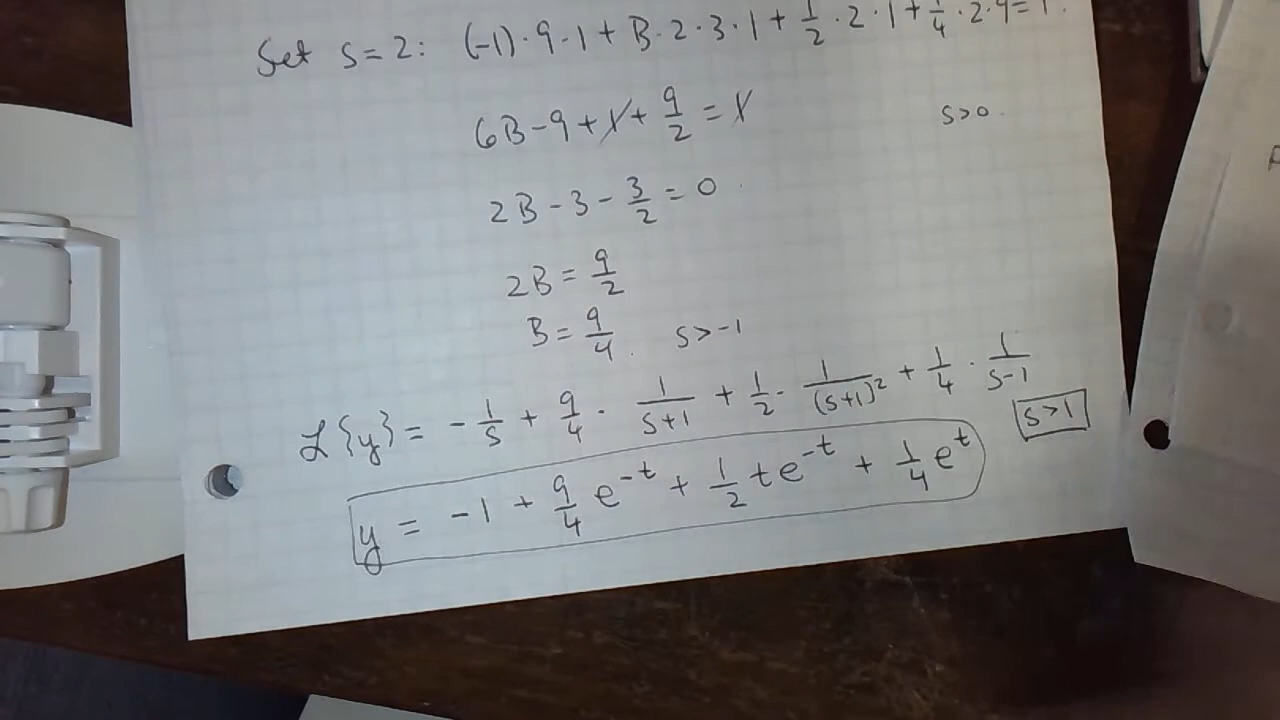 Set s=2: (-1)·9·1 + B·2·3·1 + 1/2·2·1 + 1/4·2·9=1.
6B-9+1+9/2=1 s>0.
2B-3-3/2=0.
2B=9/2
B=9/4. s>-1
ℒ{y}= -1/s + 9/4 · 1/(s+1) + 1/2 · 1/(s+1)² + 1/4 · 1/(s-1)
s>1
y = -1 + 9/4 e^-t + 1/2 te^-t + 1/4 e^t